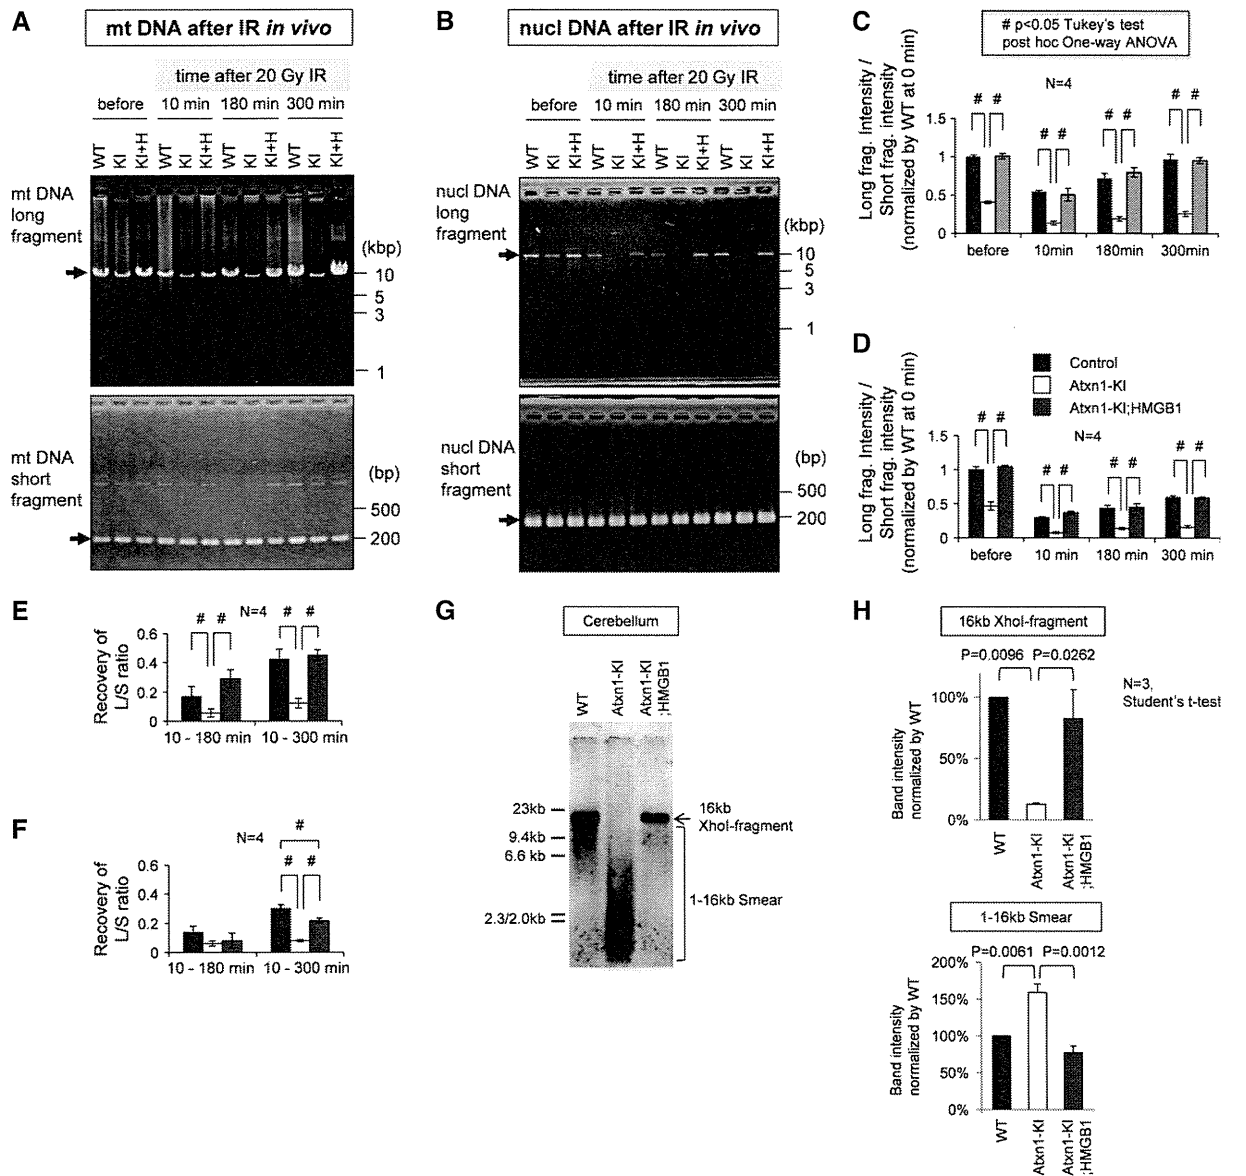 A
mt DNA after IR in vivo
time after 20 Gy IR
before 10 min 180 min 300 min
WT KI KI+H WT KI KI+H WT KI KI+H WT KI KI+H
mt DNA
long
fragment
(kbp)
10
5
3
1
mt DNA
short
fragment
(bp)
500
200
B
nucl DNA after IR in vivo
time after 20 Gy IR
before 10 min 180 min 300 min
WT KI KI+H WT KI KI+H WT KI KI+H WT KI KI+H
nucl DNA
long
fragment
(kbp)
10
5
3
1
nucl DNA
short
fragment
(bp)
500
200
C
# p<0.05 Tukey's test
post hoc One-way ANOVA
N=4
# # # # # # # #
Long frag. intensity /
Short frag. intensity
(normalized by WT at 0 min)
1.5
1
0.5
0
before 10min 180min 300min
D
Control
Atxn1-KI
Atxn1-KI;HMGB1
N=4
# # # # # # # #
Long frag. Intensity /
Short frag. intensity
(normalized by WT at 0 min)
1.5
1
0.5
0
before 10 min 180 min 300 min
E
N=4
# # # #
Recovery of
L/S ratio
0.6
0.4
0.2
0
10 - 180 min 10 - 300 min
F
N=4
#
# #
Recovery of
L/S ratio
0.6
0.4
0.2
0
10 - 180 min 10 - 300 min
G
Cerebellum
WT
Atxn1-KI
Atxn1-KI
;HMGB1
23kb
9.4kb
6.6 kb
2.3/2.0kb
16kb
XhoI-fragment
1-16kb Smear
H
16kb XhoI-fragment
P=0.0096 P=0.0262
N=3,
Student's t-test
Band intensity
normalized by WT
100%
50%
0%
WT
Atxn1-KI
Atxn1-KI
;HMGB1
1-16kb Smear
P=0.0061 P=0.0012
Band intensity
normalized by WT
200%
150%
100%
50%
0%
WT
Atxn1-KI
Atxn1-KI
;HMGB1